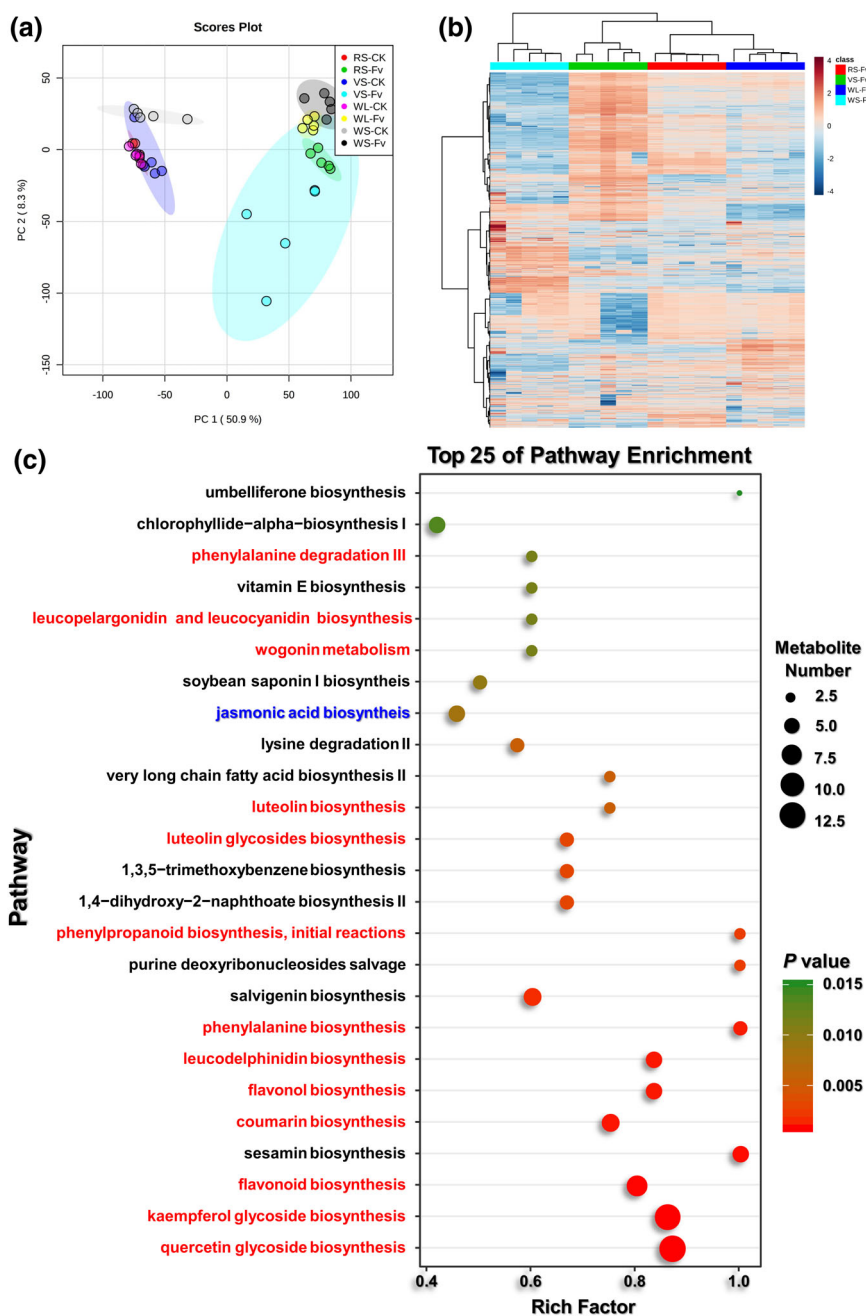 (a)
Scores Plot
RS-CK
RS-Fv
VS-CK
VS-Fv
WL-CK
WL-Fv
WS-CK
WS-Fv
PC 2 ( 8.3 %)
50
0
-50
-100
-150
-100
-50
0
50
100
PC 1 ( 50.9 %)
(b)
4
2
0
-2
-4
class
RS-Fv
VS-Fv
WL-Fv
WS-Fv
(c)
Top 25 of Pathway Enrichment
Pathway
umbelliferone biosynthesis
chlorophyllide-alpha-biosynthesis I
phenylalanine degradation III
vitamin E biosynthesis
leucopelargonidin and leucocyanidin biosynthesis
wogonin metabolism
soybean saponin I biosyntheis
jasmonic acid biosyntheis
lysine degradation II
very long chain fatty acid biosynthesis II
luteolin biosynthesis
luteolin glycosides biosynthesis
1,3,5-trimethoxybenzene biosynthesis
1,4-dihydroxy-2-naphthoate biosynthesis II
phenylpropanoid biosynthesis, initial reactions
purine deoxyribonucleosides salvage
salvigenin biosynthesis
phenylalanine biosynthesis
leucodelphinidin biosynthesis
flavonol biosynthesis
coumarin biosynthesis
sesamin biosynthesis
flavonoid biosynthesis
kaempferol glycoside biosynthesis
quercetin glycoside biosynthesis
0.4
0.6
0.8
1.0
Rich Factor
Metabolite
Number
2.5
5.0
7.5
10.0
12.5
P value
0.015
0.010
0.005